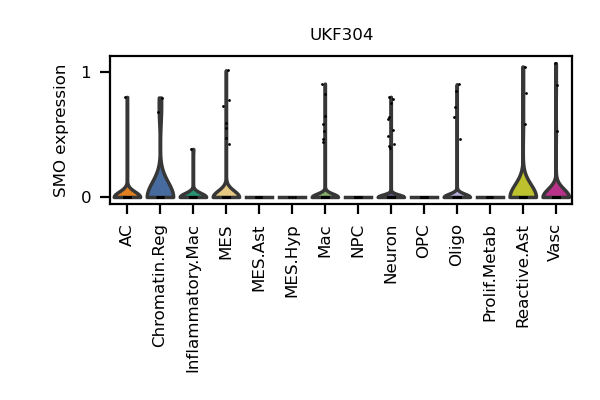 UKF304
SMO expression
1
0
AC
Chromatin.Reg
Inflammatory.Mac
MES
MES.Ast
MES.Hyp
Mac
NPC
Neuron
OPC
Oligo
Prolif.Metab
Reactive.Ast
Vasc